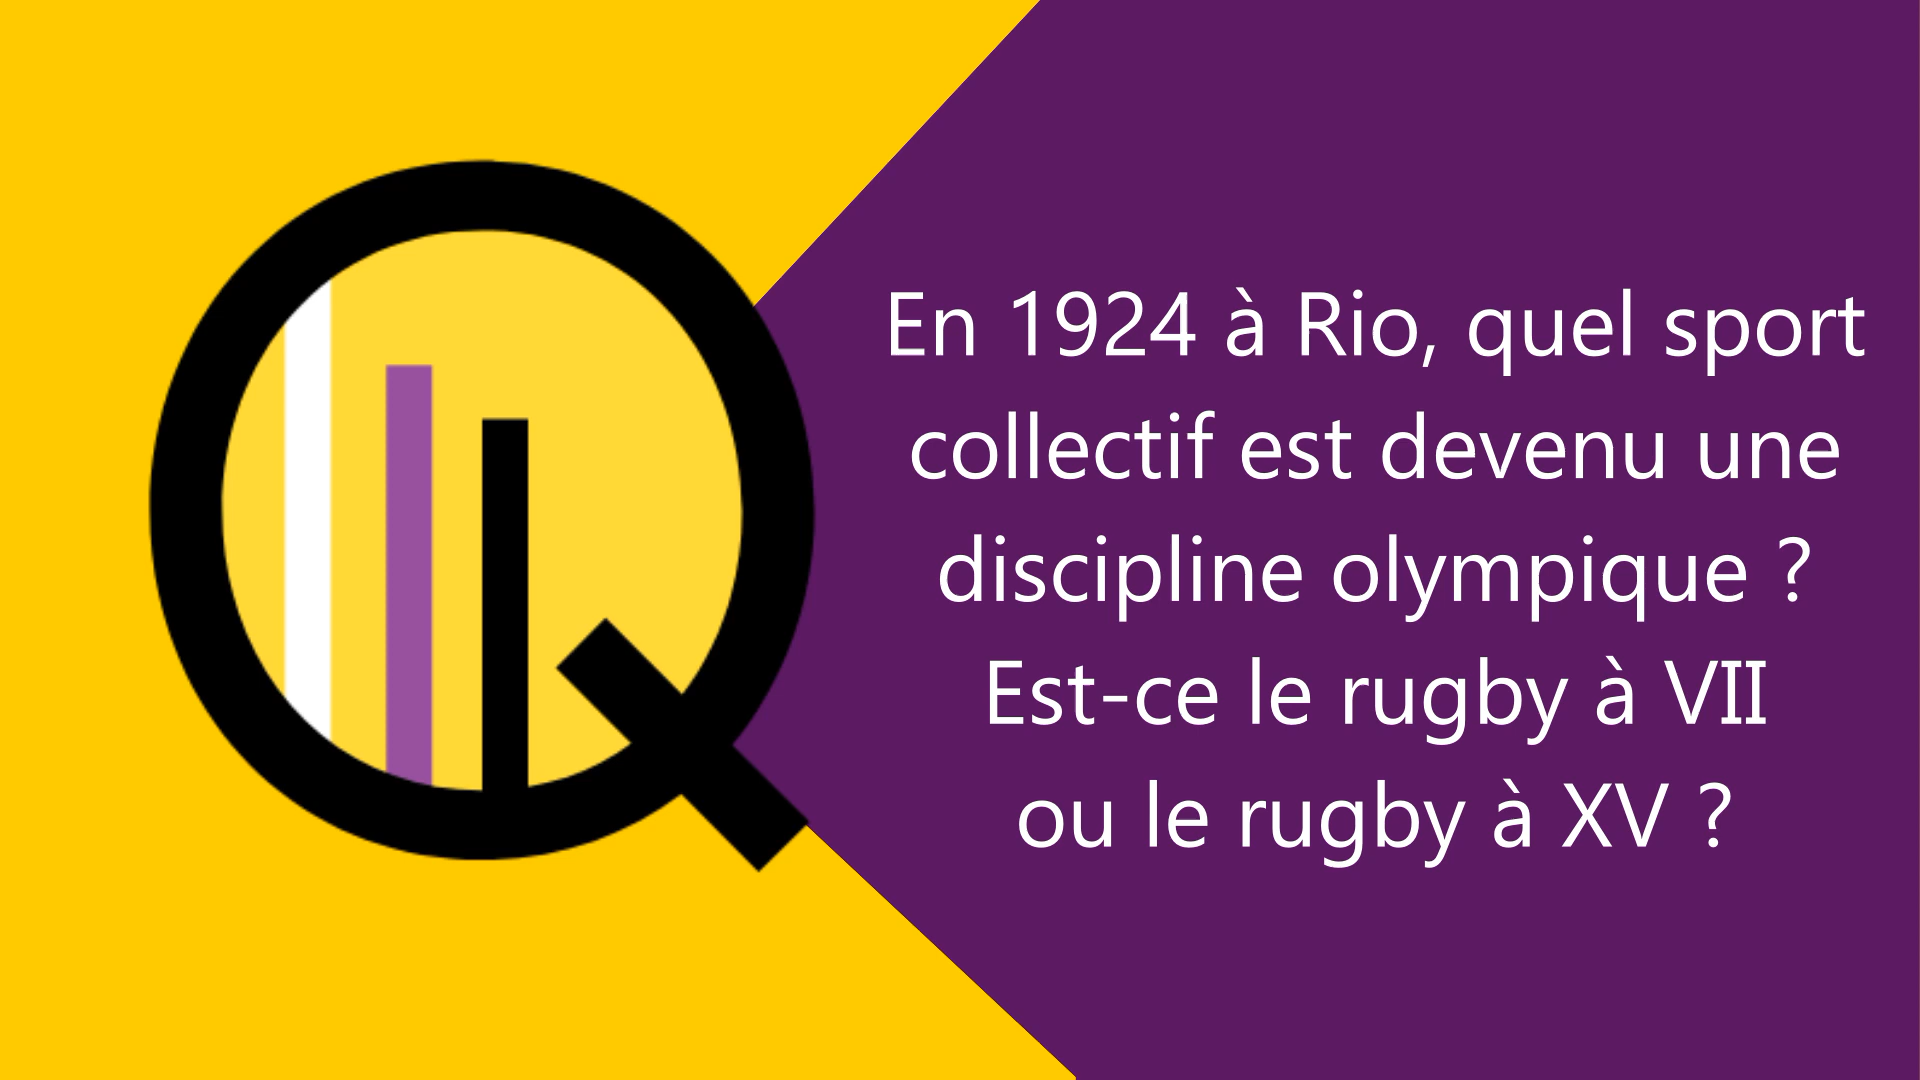 En 1924 à Rio, quel sport
collectif est devenu une
discipline olympique ?
Est-ce le rugby à VII
ou le rugby à XV ?